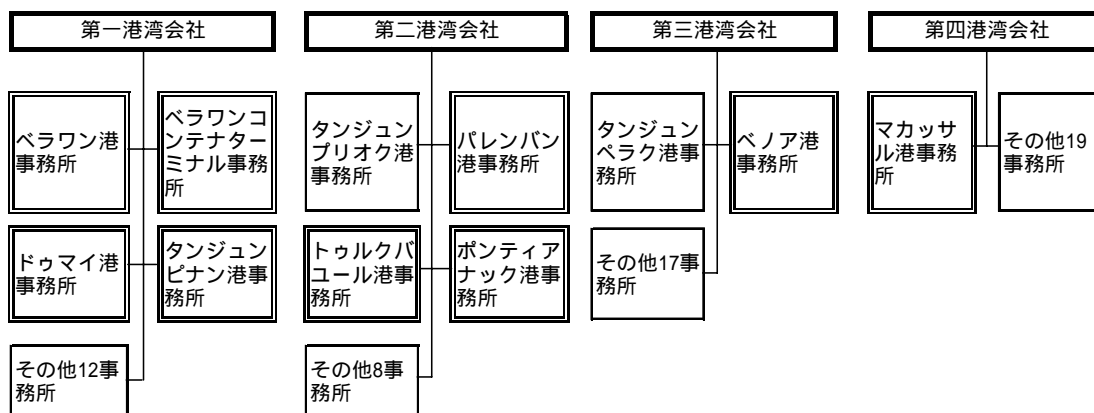 第一港湾会社
第二港湾会社
第三港湾会社
第四港湾会社
ベラワン港
事務所
ベラワンコ
ンテナター
ミナル事務
所
タンジュン
プリオク港
事務所
パレンバン
港事務所
タンジュン
ペラク港事
務所
ベノア港
事務所
マカッサ
ル港事務
所
その他19
事務所
ドゥマイ港
事務所
タンジュン
ピナン港事
務所
トゥルクバ
ユール港事
務所
ポンティア
ナック港事
務所
その他17事
務所
その他12事
務所
その他8事
務所